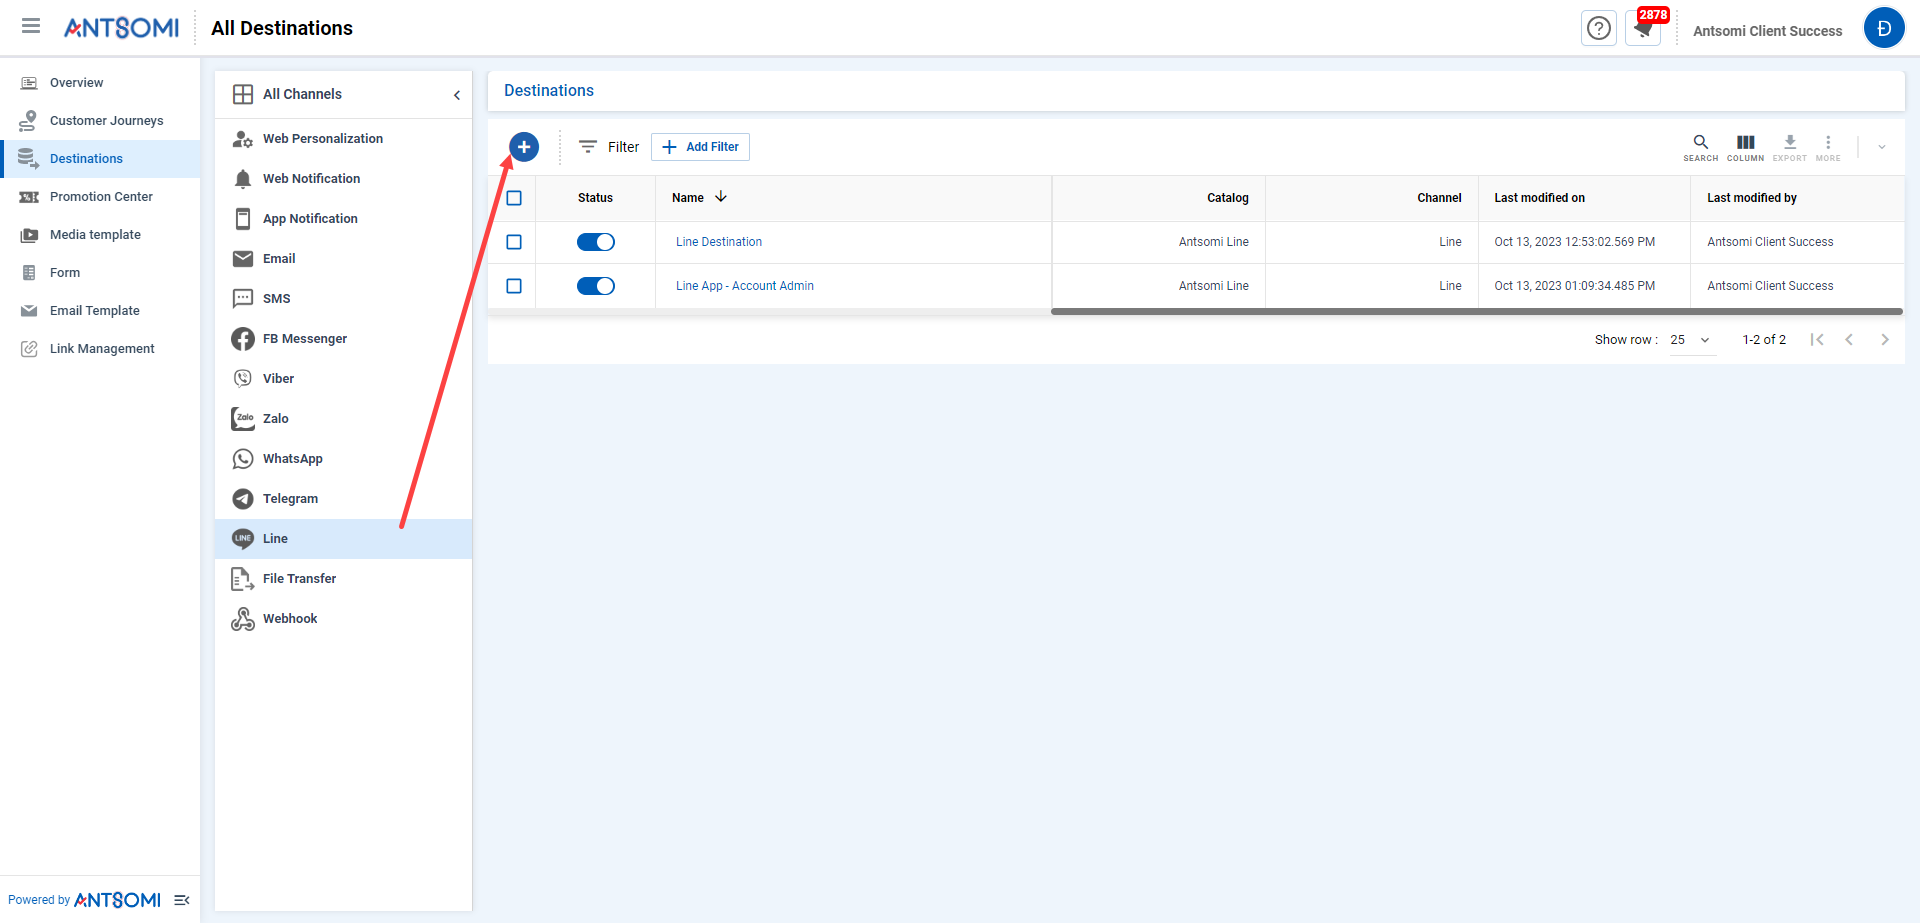 ANTSOMI
All Destinations
2878
Antsomi Client Success
Đ
Overview
Customer Journeys
Destinations
Promotion Center
Media template
Form
Email Template
Link Management
Powered by ANTSOMI
All Channels
Web Personalization
Web Notification
App Notification
Email
SMS
FB Messenger
Viber
Zalo
Zalo
WhatsApp
Telegram
LINE
Line
File Transfer
Webhook
Destinations
Filter
Add Filter
SEARCH COLUMN EXPORT MORE
Status Name Catalog Channel Last modified on Last modified by
Line Destination Antsomi Line Line Oct 13, 2023 12:53:02.569 PM Antsomi Client Success
Line App - Account Admin Antsomi Line Line Oct 13, 2023 01:09:34.485 PM Antsomi Client Success
Show row : 25 1-2 of 2